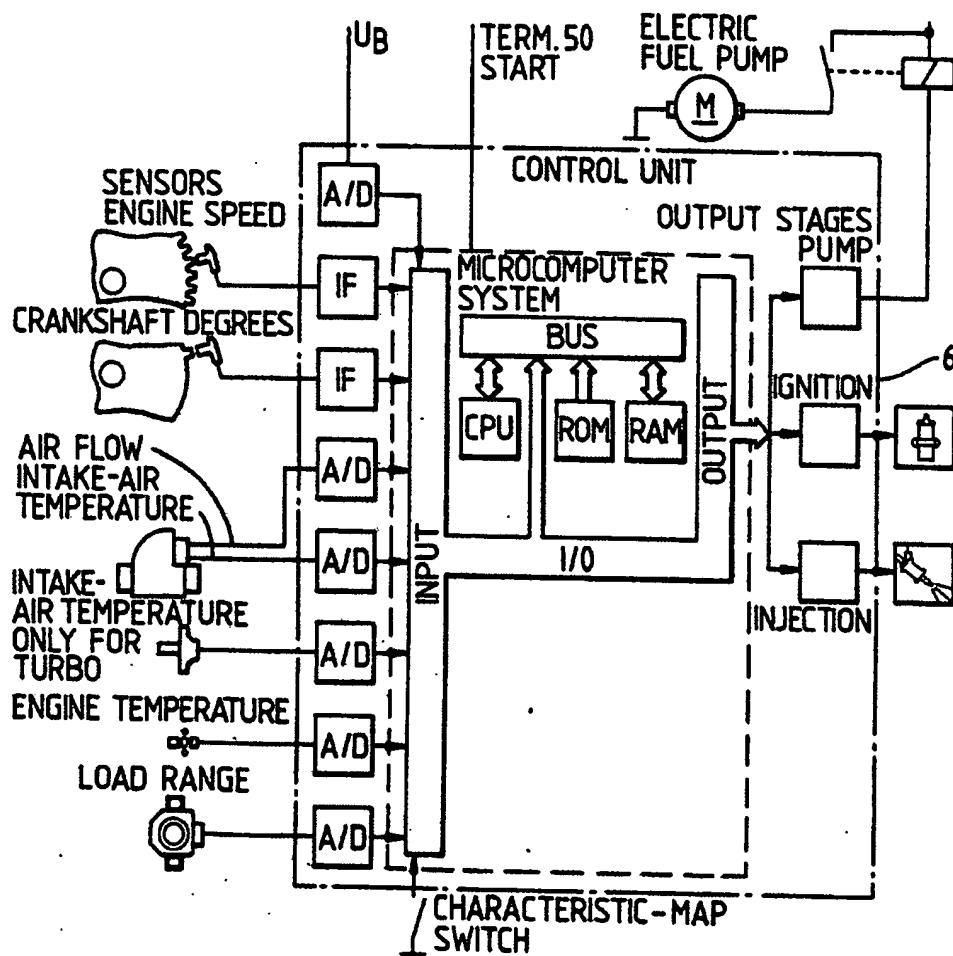 UB
TERM.50
START
ELECTRIC
FUEL PUMP
M
CONTROL UNIT
SENSORS
ENGINE SPEED
A/D
OUTPUT STAGES
PUMP
IF
MICROCOMPUTER
SYSTEM
CRANKSHAFT DEGREES
BUS
IF
CPU
ROM
RAM
OUTPUT
IGNITION
6
AIR FLOW
INTAKE-AIR
TEMPERATURE
A/D
A/D
INPUT
I/O
INTAKE-
AIR TEMPERATURE
ONLY FOR
TURBO
A/D
INJECTION
ENGINE TEMPERATURE
A/D
LOAD RANGE
A/D
CHARACTERISTIC-MAP
SWITCH